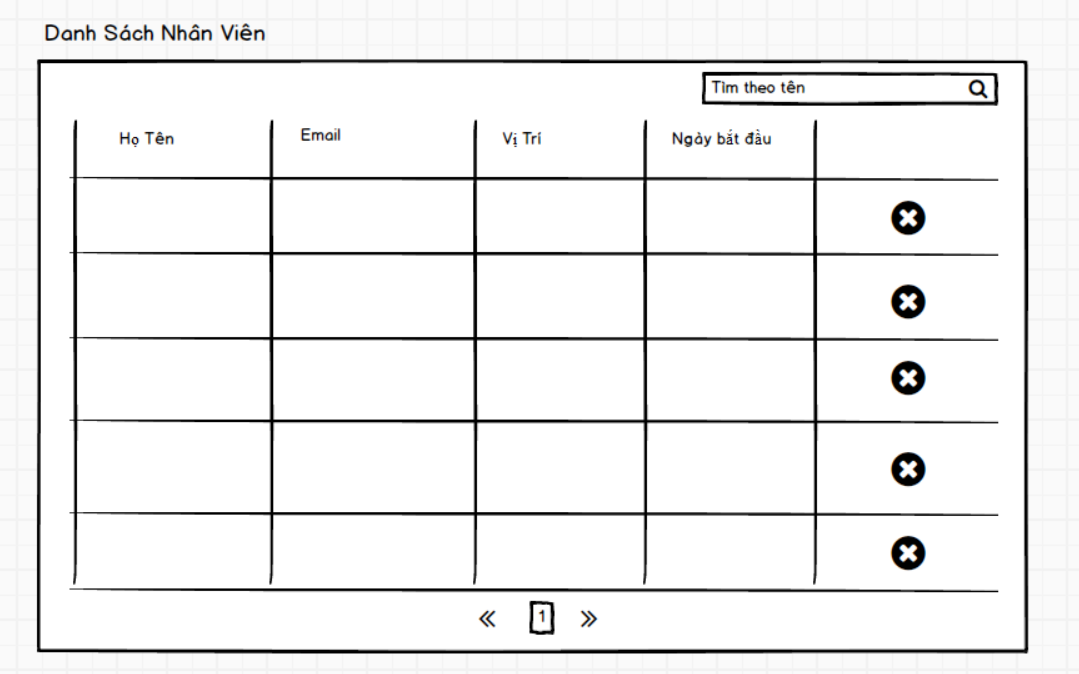 Danh Sách Nhân Viên
Tìm theo tên
Họ Tên Email Vị Trí Ngày bắt đầu
« 1 »